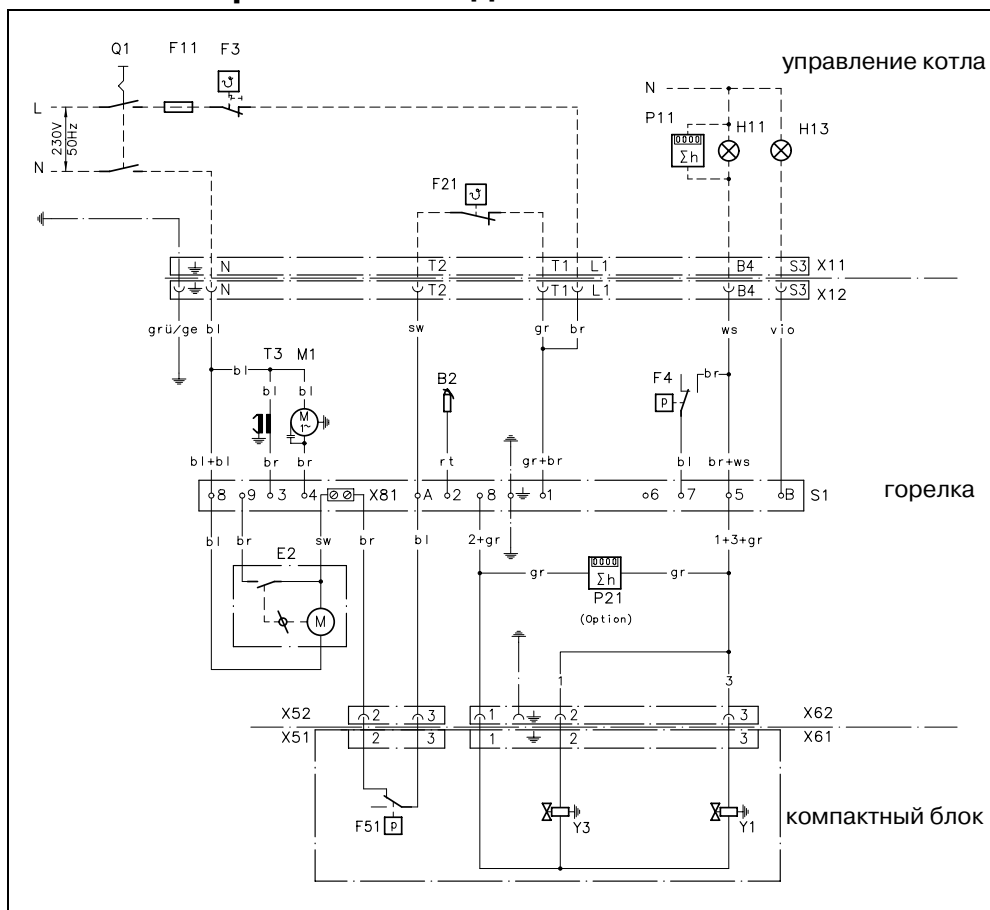 Q1 F11 F3
управление котла
L N
P11 H11 H13
230V
50Hz
Σh
N
F21
N T2 T1 L1 B4 S3 X11
N T2 T1 L1 B4 S3 X12
grü/ge bl sw gr br ws vio
T3 M1
bl
B2 F4 br
bl bl
M
1~
P
bl+bl br br rt gr+br bl br+ws
8 9 3 4 X81 A 2 8 1 6 7 5 B S1
горелка
bl br sw br bl 2+gr 1+3+gr
E2
gr gr
Σh
P21
(Option)
M
1 3
X52 2 3 1 2 3 X62
X51 2 3 1 2 3 X61
F51 P Y3 Y1
компактный блок